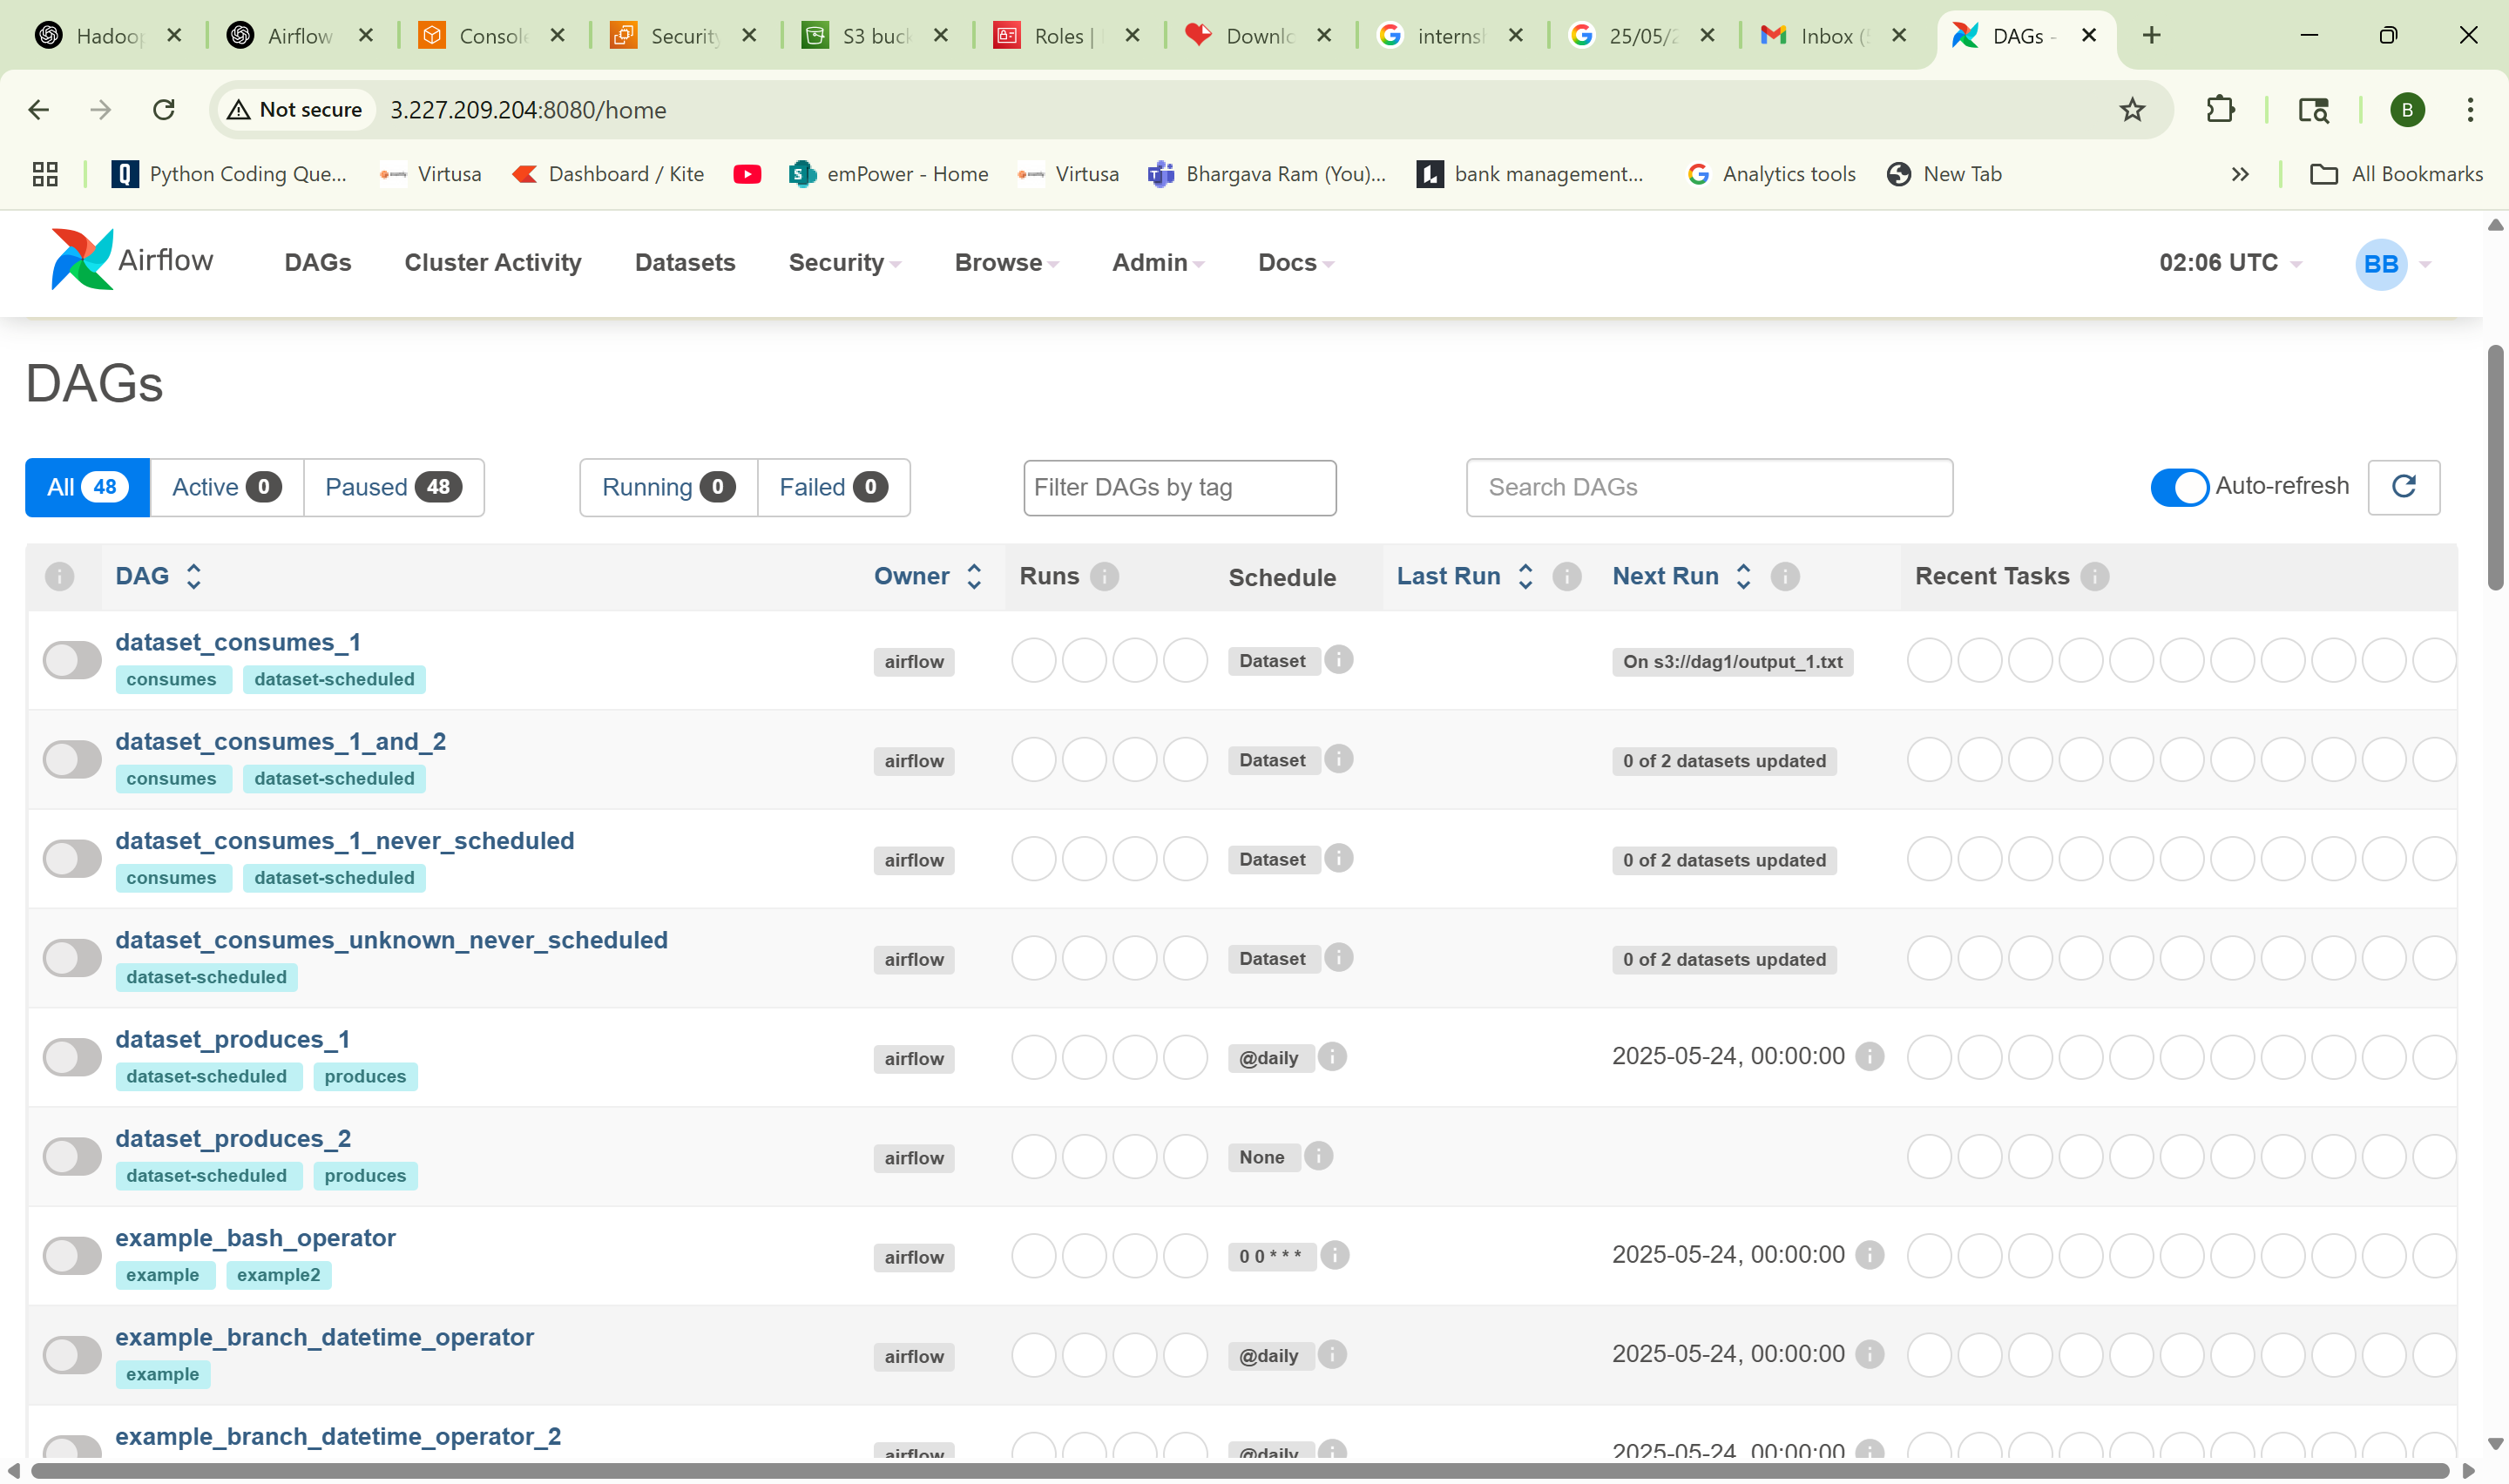 Hadoop Airflow Console Security S3 buck Roles | Downlo interns 25/05/2 Inbox (5 DAGs -
Not secure 3.227.209.204:8080/home B
Python Coding Que... Virtusa Dashboard / Kite emPower - Home Virtusa Bhargava Ram (You)... bank management... Analytics tools New Tab » All Bookmarks
Airflow DAGs Cluster Activity Datasets Security Browse Admin Docs 02:06 UTC BB
DAGs
All 48 Active 0 Paused 48 Running 0 Failed 0 Filter DAGs by tag Search DAGs Auto-refresh
DAG Owner Runs Schedule Last Run Next Run Recent Tasks
dataset_consumes_1
airflow Dataset On s3://dag1/output_1.txt
consumes dataset-scheduled
dataset_consumes_1_and_2
airflow Dataset 0 of 2 datasets updated
consumes dataset-scheduled
dataset_consumes_1_never_scheduled
airflow Dataset 0 of 2 datasets updated
consumes dataset-scheduled
dataset_consumes_unknown_never_scheduled
airflow Dataset 0 of 2 datasets updated
dataset-scheduled
dataset_produces_1
airflow @daily 2025-05-24, 00:00:00
dataset-scheduled produces
dataset_produces_2
airflow None
dataset-scheduled produces
example_bash_operator
airflow 0 0 * * * 2025-05-24, 00:00:00
example example2
example_branch_datetime_operator
airflow @daily 2025-05-24, 00:00:00
example
example_branch_datetime_operator_2
airflow @daily 2025-05-24, 00:00:00